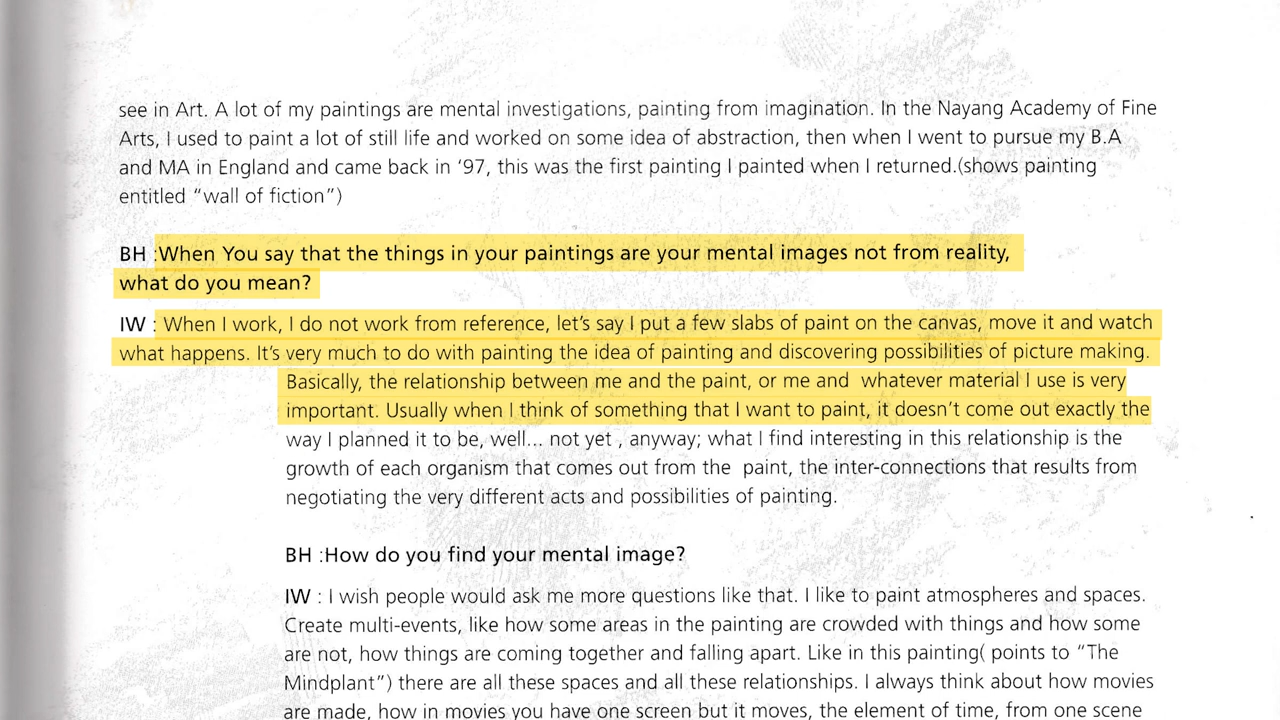 see in Art. A lot of my paintings are mental investigations, painting from imagination. In the Nayang Academy of Fine
Arts, I used to paint a lot of still life and worked on some idea of abstraction, then when I went to pursue my B.A
and MA in England and came back in ‘97, this was the first painting I painted when I returned.(shows painting
entitled “wall of fiction”)
BH :When You say that the things in your paintings are your mental images not from reality,
what do you mean?
IW : When I work, I do not work from reference, let’s say I put a few slabs of paint on the canvas, move it and watch
what happens. It’s very much to do with painting the idea of painting and discovering possibilities of picture making.
Basically, the relationship between me and the paint, or me and whatever material I use is very
important. Usually when I think of something that I want to paint, it doesn’t come out exactly the
way I planned it to be, well... not yet , anyway; what I find interesting in this relationship is the
growth of each organism that comes out from the paint, the inter-connections that results from
negotiating the very different acts and possibilities of painting.
BH :How do you find your mental image?
IW : I wish people would ask me more questions like that. I like to paint atmospheres and spaces.
Create multi-events, like how some areas in the painting are crowded with things and how some
are not, how things are coming together and falling apart. Like in this painting( points to “The
Mindplant”) there are all these spaces and all these relationships. I always think about how movies
are made, how in movies you have one screen but it moves, the element of time, from one scene